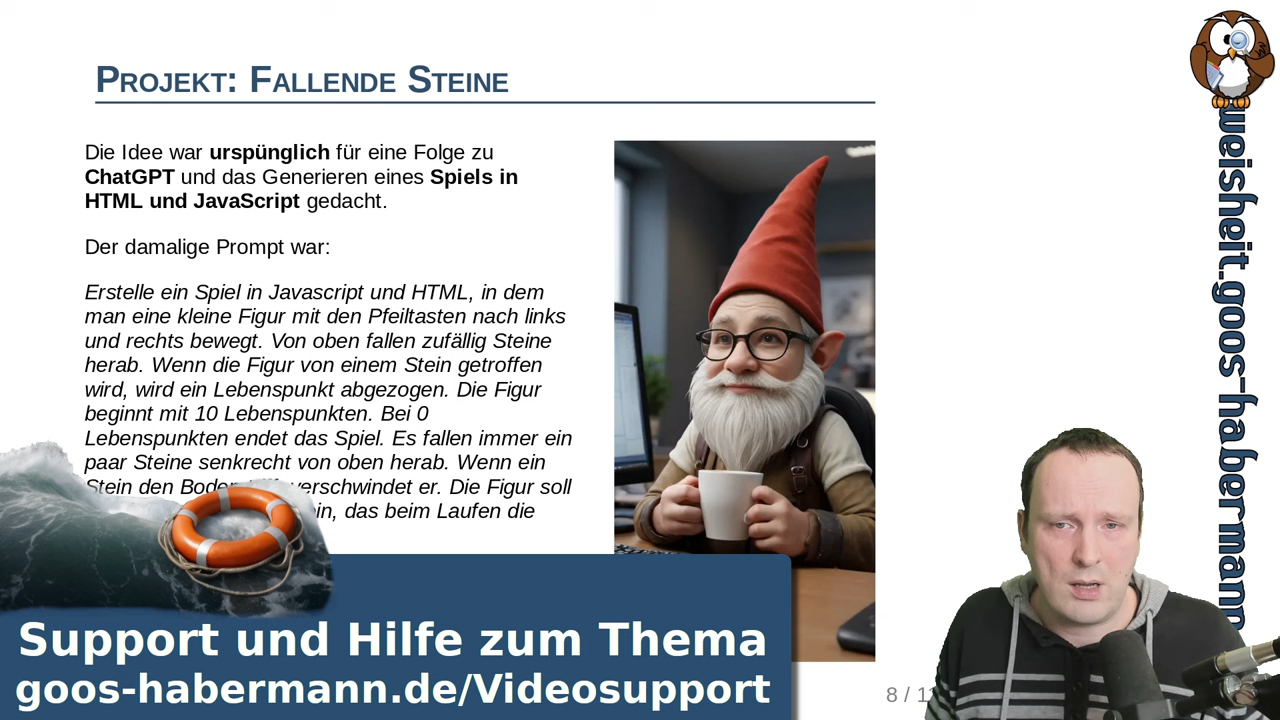 Projekt: Fallende Steine
Die Idee war urspünglich für eine Folge zu
ChatGPT und das Generieren eines Spiels in
HTML und JavaScript gedacht.
Der damalige Prompt war:
Erstelle ein Spiel in Javascript und HTML, in dem
man eine kleine Figur mit den Pfeiltasten nach links
und rechts bewegt. Von oben fallen zufällig Steine
herab. Wenn die Figur von einem Stein getroffen
wird, wird ein Lebenspunkt abgezogen. Die Figur
beginnt mit 10 Lebenspunkten. Bei 0
Lebenspunkten endet das Spiel. Es fallen immer ein
paar Steine senkrecht von oben herab. Wenn ein
Stein den verschwindet er. Die Figur soll
das beim Laufen die
Support und Hilfe zum Thema
goos-habermann.de/Videosupport
8 /
weisheit.goos-habermann